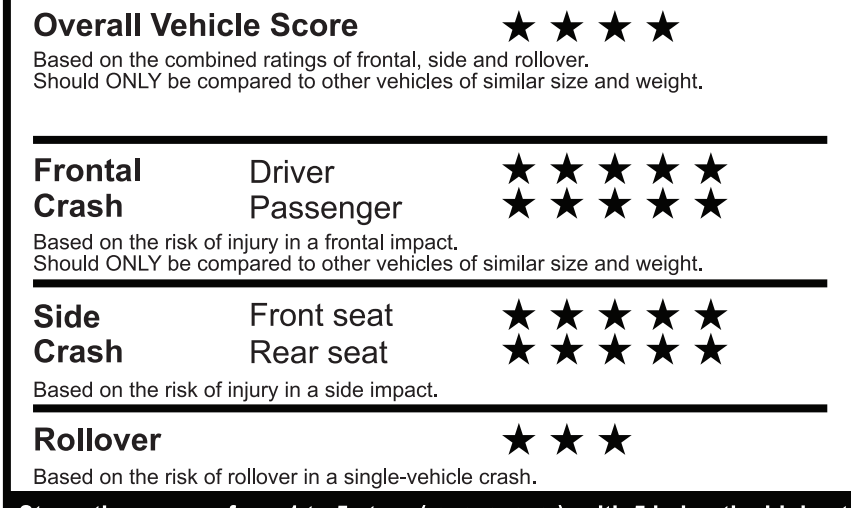 Overall Vehicle Score ★ ★ ★ ★
Based on the combined ratings of frontal, side and rollover.
Should ONLY be compared to other vehicles of similar size and weight.
Frontal Driver ★ ★ ★ ★ ★
Crash Passenger ★ ★ ★ ★ ★
Based on the risk of injury in a frontal impact.
Should ONLY be compared to other vehicles of similar size and weight.
Side Front seat ★ ★ ★ ★ ★
Crash Rear seat ★ ★ ★ ★ ★
Based on the risk of injury in a side impact.
Rollover ★ ★ ★
Based on the risk of rollover in a single-vehicle crash.